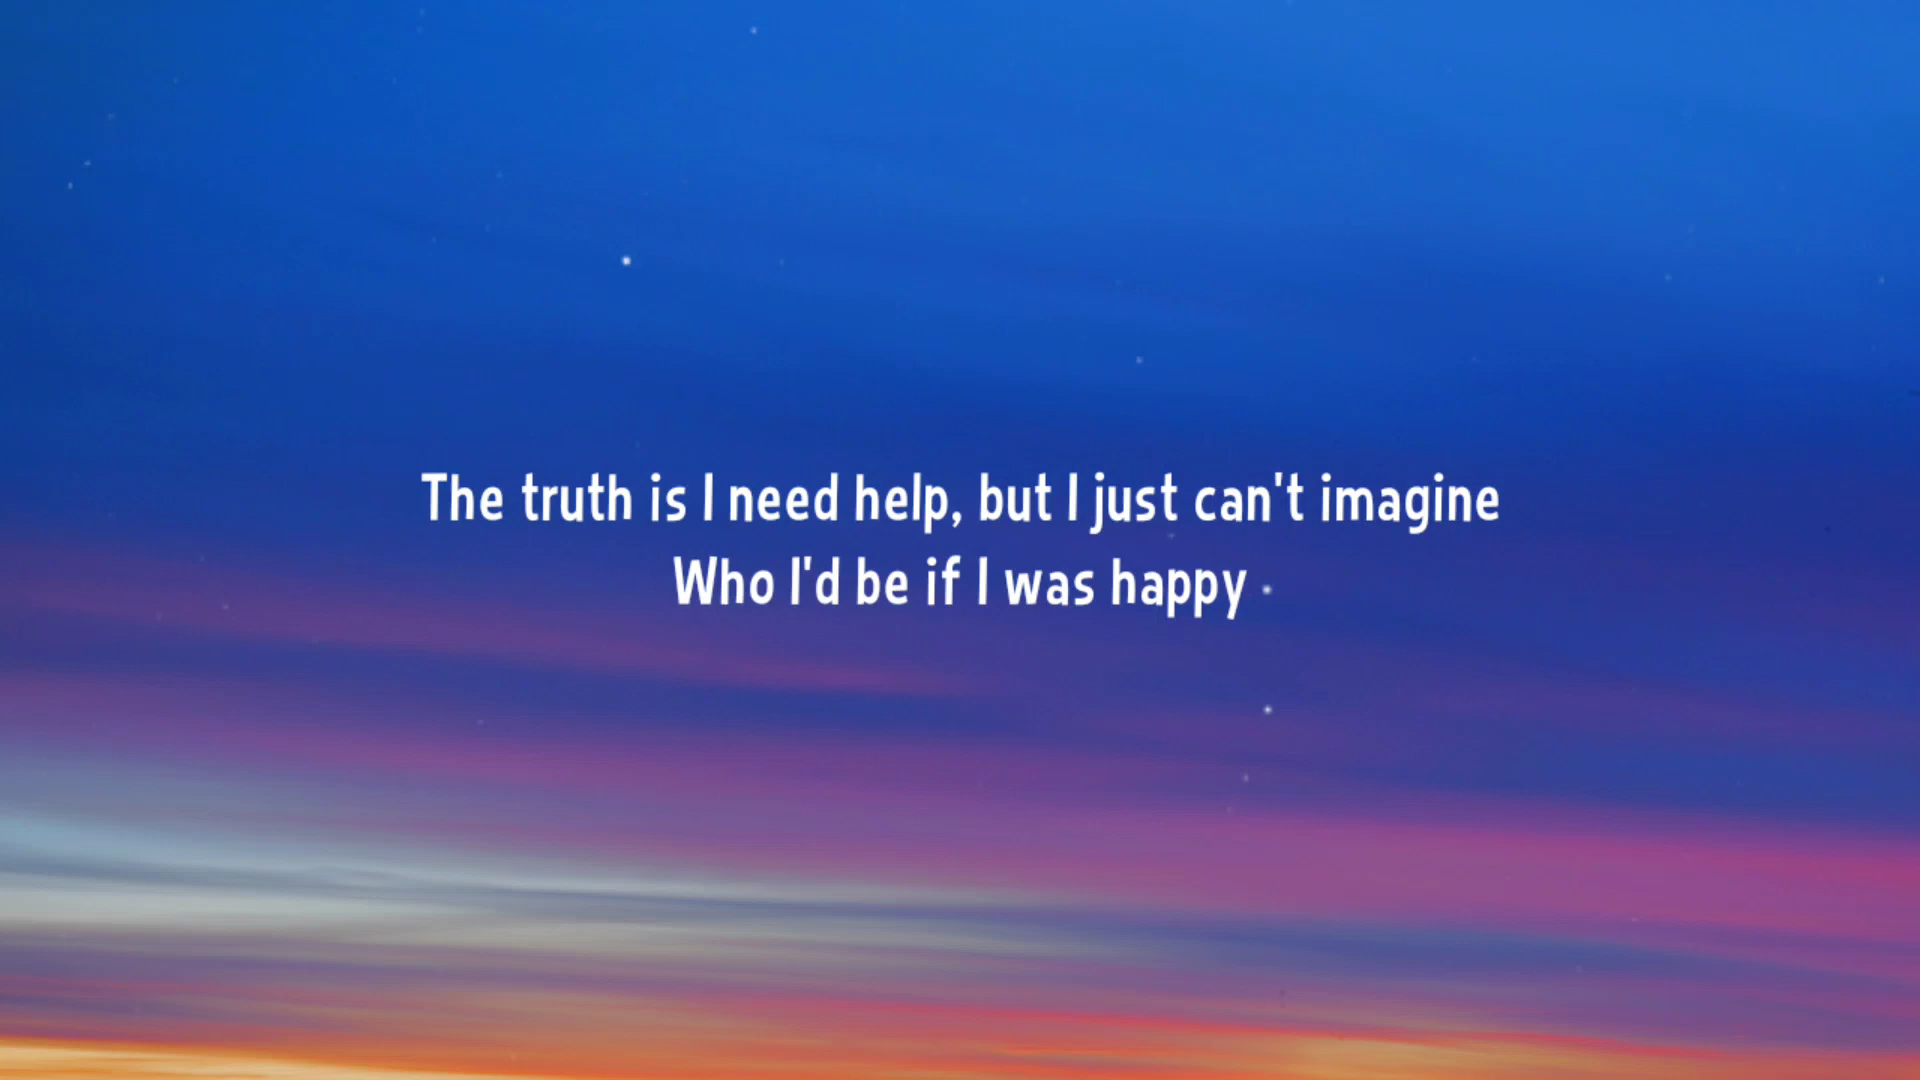 The truth is I need help, but I just can't imagine
Who I'd be if I was happy